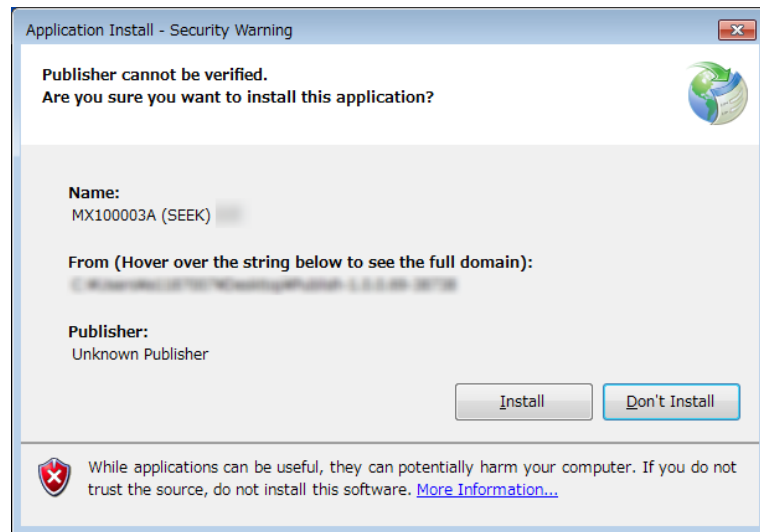 Application Install - Security Warning
Publisher cannot be verified.
Are you sure you want to install this application?
Name:
MX100003A (SEEK)
From (Hover over the string below to see the full domain):
Publisher:
Unknown Publisher
Install
Don't Install
While applications can be useful, they can potentially harm your computer. If you do not
trust the source, do not install this software. More Information...